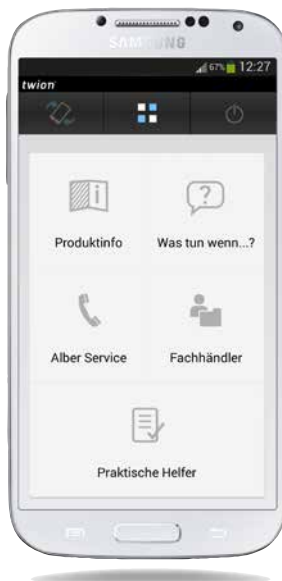 SAMSUNG
67% 12:27
twion
Produktinfo
Was tun wenn...?
Alber Service
Fachhändler
Praktische Helfer